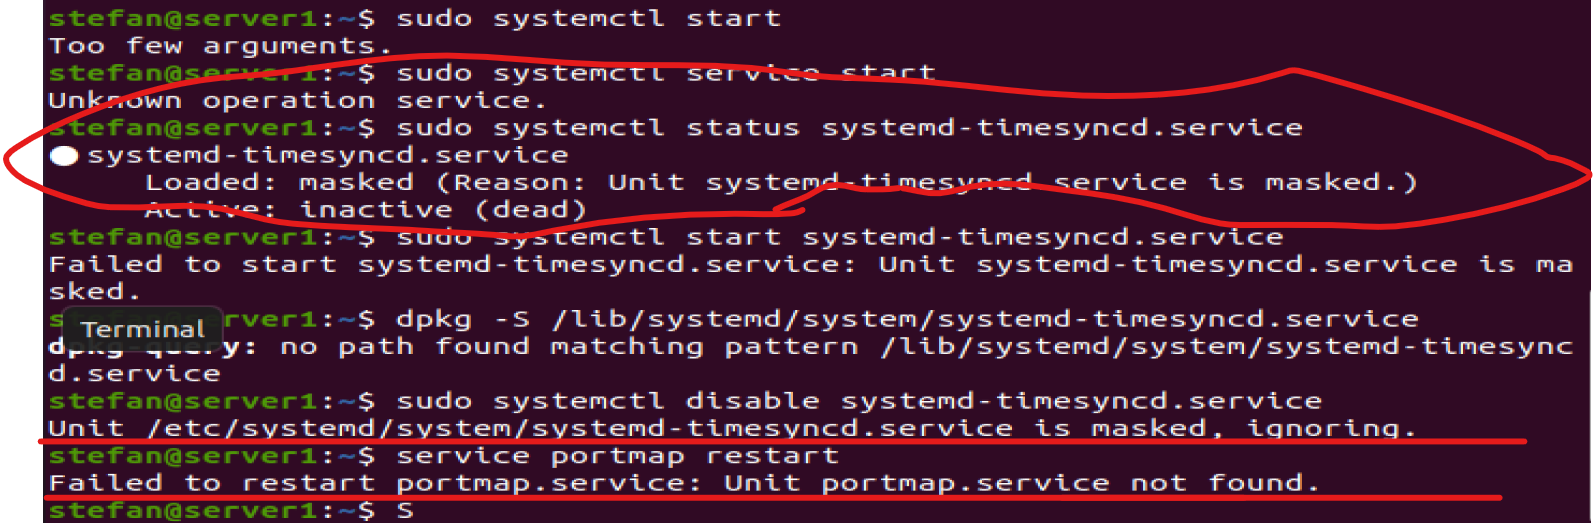 stefan@server1:~$ sudo systemctl start
Too few arguments.
stefan@server1:~$ sudo systemctl service start
Unknown operation service.
stefan@server1:~$ sudo systemctl status systemd-timesyncd.service
systemd-timesyncd.service
Loaded: masked (Reason: Unit systemd-timesyncd.service is masked.)
Active: inactive (dead)
stefan@server1:~$ sudo systemctl start systemd-timesyncd.service
Failed to start systemd-timesyncd.service: Unit systemd-timesyncd.service is ma
sked.
s rver1:~$ dpkg -S /lib/systemd/system/systemd-timesyncd.service
Terminal
dpkg-query: no path found matching pattern /lib/systemd/system/systemd-timesync
d.service
stefan@server1:~$ sudo systemctl disable systemd-timesyncd.service
Unit /etc/systemd/system/systemd-timesyncd.service is masked, ignoring.
stefan@server1:~$ service portmap restart
Failed to restart portmap.service: Unit portmap.service not found.
stefan@server1:~$ S